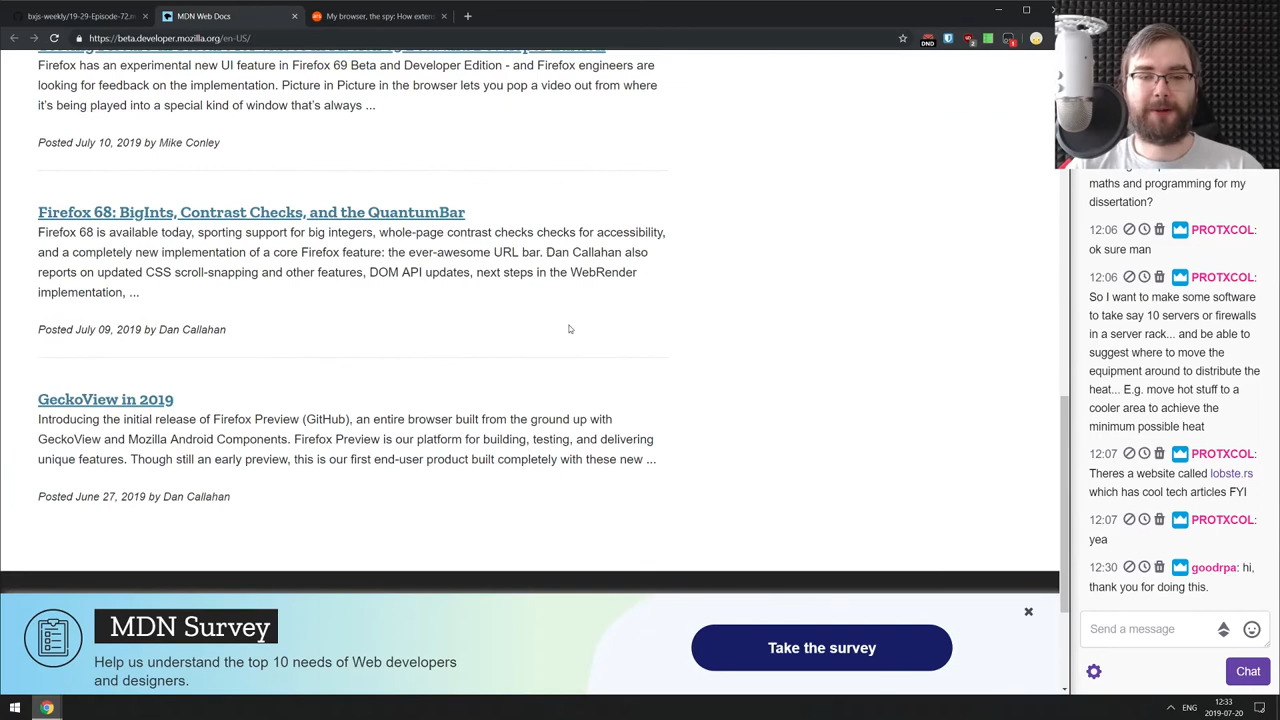 bxjs-weekly/19-29-Episode-72.m
MDN Web Docs
My browser, the spy: How extens
https://beta.developer.mozilla.org/en-US/
Firefox has an experimental new UI feature in Firefox 69 Beta and Developer Edition - and Firefox engineers
are looking for feedback on the implementation. Picture in Picture in the browser lets you pop a video out from where
it's being played into a special kind of window that's always ...
Posted July 10, 2019 by Mike Conley
Firefox 68: BigInts, Contrast Checks, and the QuantumBar
Firefox 68 is available today, sporting support for big integers, whole-page contrast checks checks for accessibility,
and a completely new implementation of a core Firefox feature: the ever-awesome URL bar. Dan Callahan also
reports on updated CSS scroll-snapping and other features, DOM API updates, next steps in the WebRender
implementation, ...
Posted July 09, 2019 by Dan Callahan
GeckoView in 2019
Introducing the initial release of Firefox Preview (GitHub), an entire browser built from the ground up with
GeckoView and Mozilla Android Components. Firefox Preview is our platform for building, testing, and delivering
unique features. Though still an early preview, this is our first end-user product built completely with these new ...
Posted June 27, 2019 by Dan Callahan
MDN Survey
Help us understand the top 10 needs of Web developers
and designers.
Take the survey
maths and programming for my
dissertation?
12:06 PROTXCOL:
ok sure man
12:06 PROTXCOL:
So I want to make some software
to take say 10 servers or firewalls
in a server rack... and be able to
suggest where to move the
equipment around to distribute the
heat... E.g. move hot stuff to a
cooler area to achieve the
minimum possible heat
12:07 PROTXCOL:
Theres a website called lobste.rs
which has cool tech articles FYI
12:07 PROTXCOL:
yea
12:30 goodrpa: hi,
thank you for doing this.
Send a message
Chat
ENG
12:33
2019-07-20